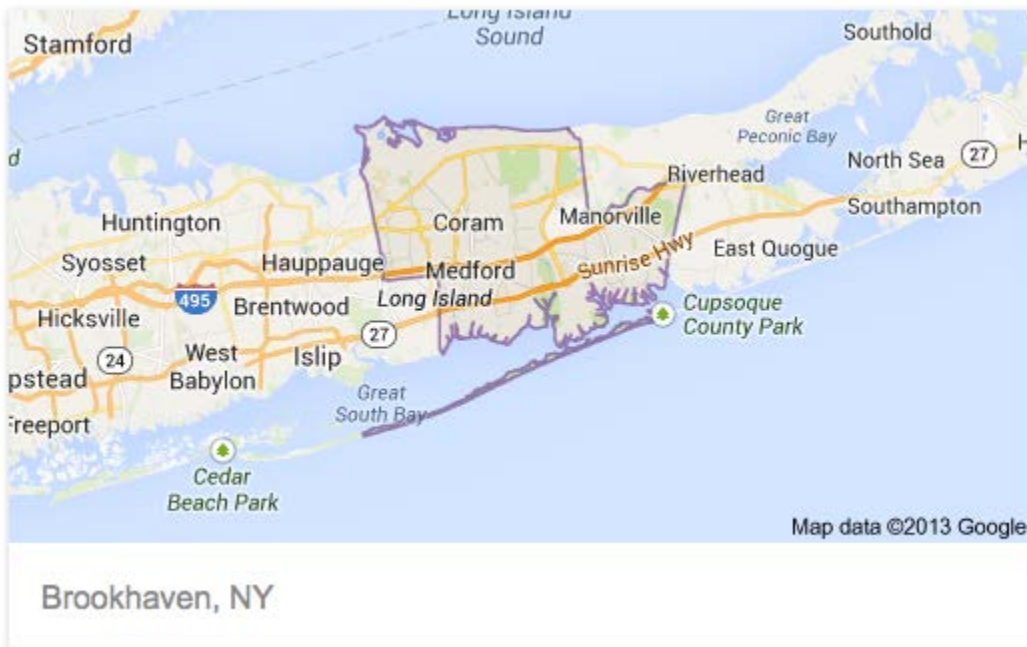 Long Island
Sound
Stamford
Southold
Great
Peconic Bay
d
North Sea
27
H
Riverhead
Huntington
Coram
Manorville
Southampton
Syosset
Hauppauge
Medford
Sunrise Hwy
East Quogue
495
Brentwood
Long Island
Cupsoque
County Park
Hicksville
27
24
West
Babylon
Islip
pstead
Great
South Bay
Freeport
Cedar
Beach Park
Map data ©2013 Google
Brookhaven, NY